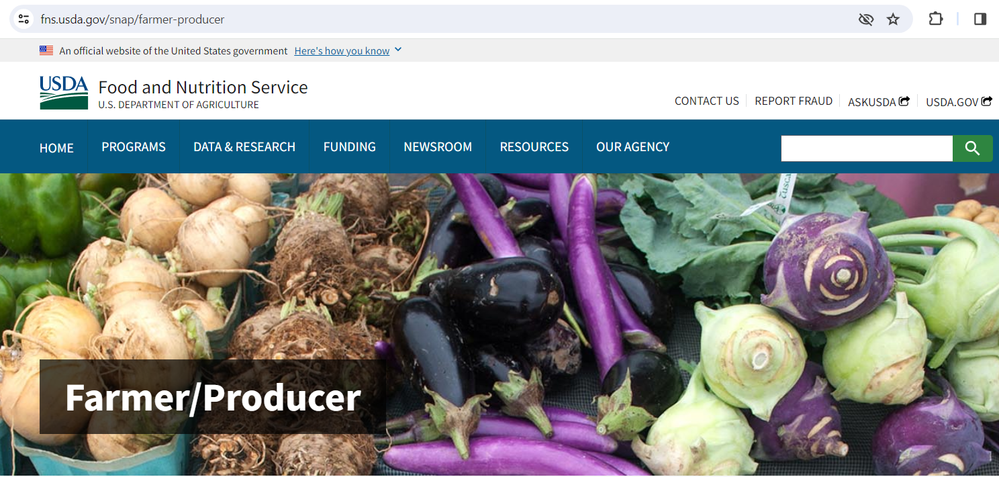 fns.usda.gov/snap/farmer-producer
An official website of the United States government Here's how you know
USDA Food and Nutrition Service
U.S. DEPARTMENT OF AGRICULTURE
CONTACT US REPORT FRAUD ASKUSDA USDA.GOV
HOME PROGRAMS DATA & RESEARCH FUNDING NEWSROOM RESOURCES OUR AGENCY
Farmer/Producer